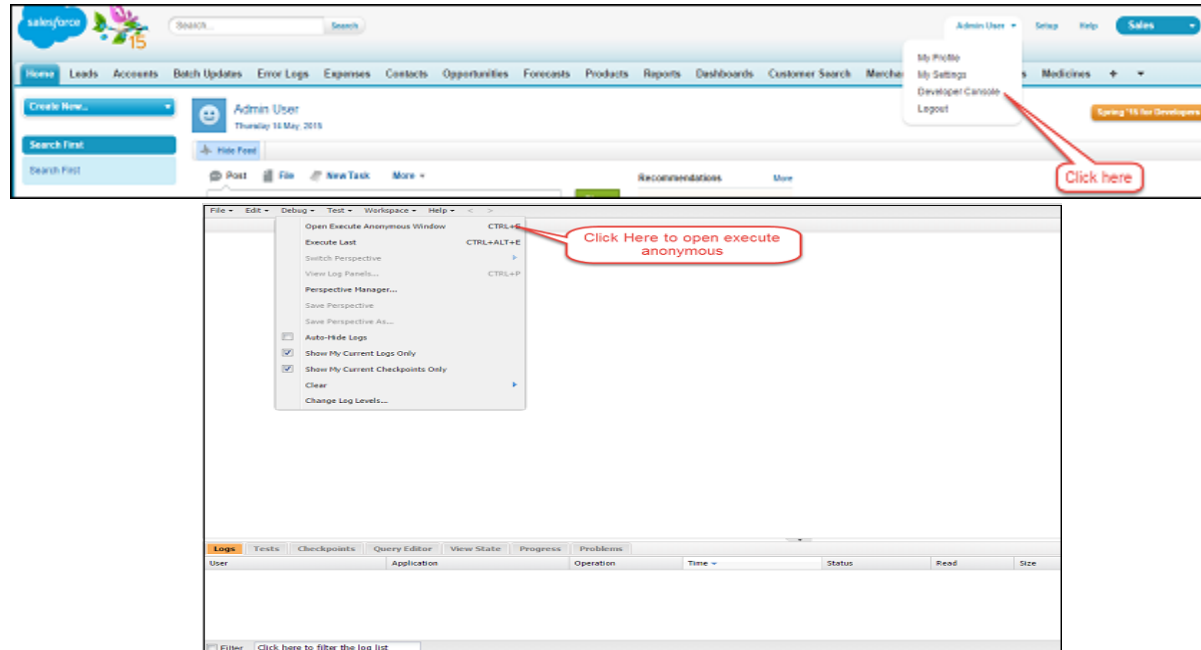 salesforce
15
Search...
Search
Admin User
Setup
Help
Sales
My Profile
My Settings
Developer Console
Logout
Home Leads Accounts Batch Updates Error Logs Expenses Contacts Opportunities Forecasts Products Reports Dashboards Customer Search Medicines +
Create New...
Admin User
Thursday 14 May, 2015
Spring '15 for Developers
Search First
Hide Feed
Search First
Post File New Task More
Recommendations More
Click here
File Edit Debug Test Workspace Help < >
Open Execute Anonymous Window CTRL+E
Click Here to open execute
anonymous
Execute Last CTRL+ALT+E
Switch Perspective
View Log Panels... CTRL+P
Perspective Manager...
Save Perspective
Save Perspective As...
Auto-Hide Logs
Show My Current Logs Only
Show My Current Checkpoints Only
Clear
Change Log Levels...
Logs Tests Checkpoints Query Editor View State Progress Problems
User Application Operation Time Status Read Size
Filter Click here to filter the log list